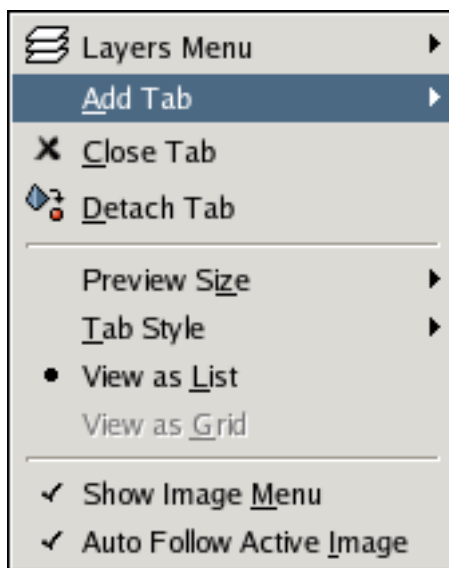 Layers Menu
Add Tab
Close Tab
Detach Tab
Preview Size
Tab Style
View as List
View as Grid
Show Image Menu
Auto Follow Active Image